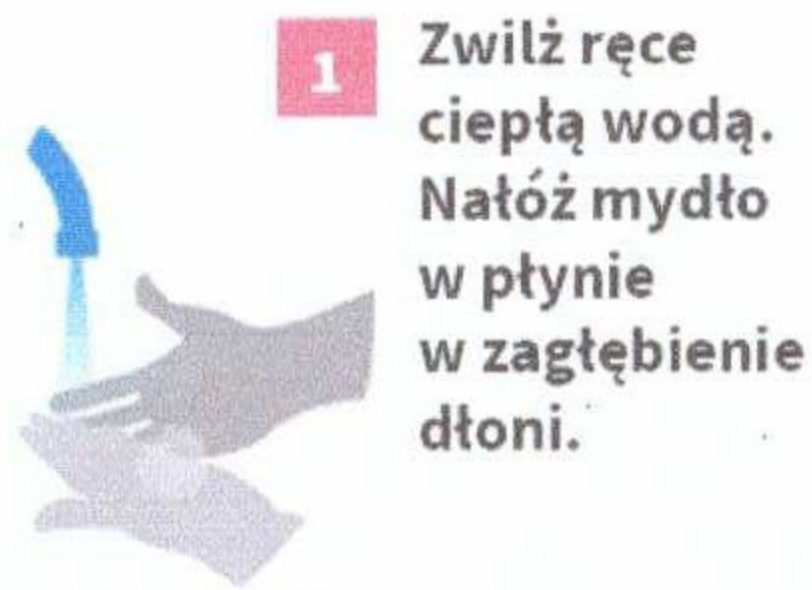 1
Zwilż ręce
ciepłą wodą.
Nałóż mydło
w płynie
w zagłębienie
dłoni.